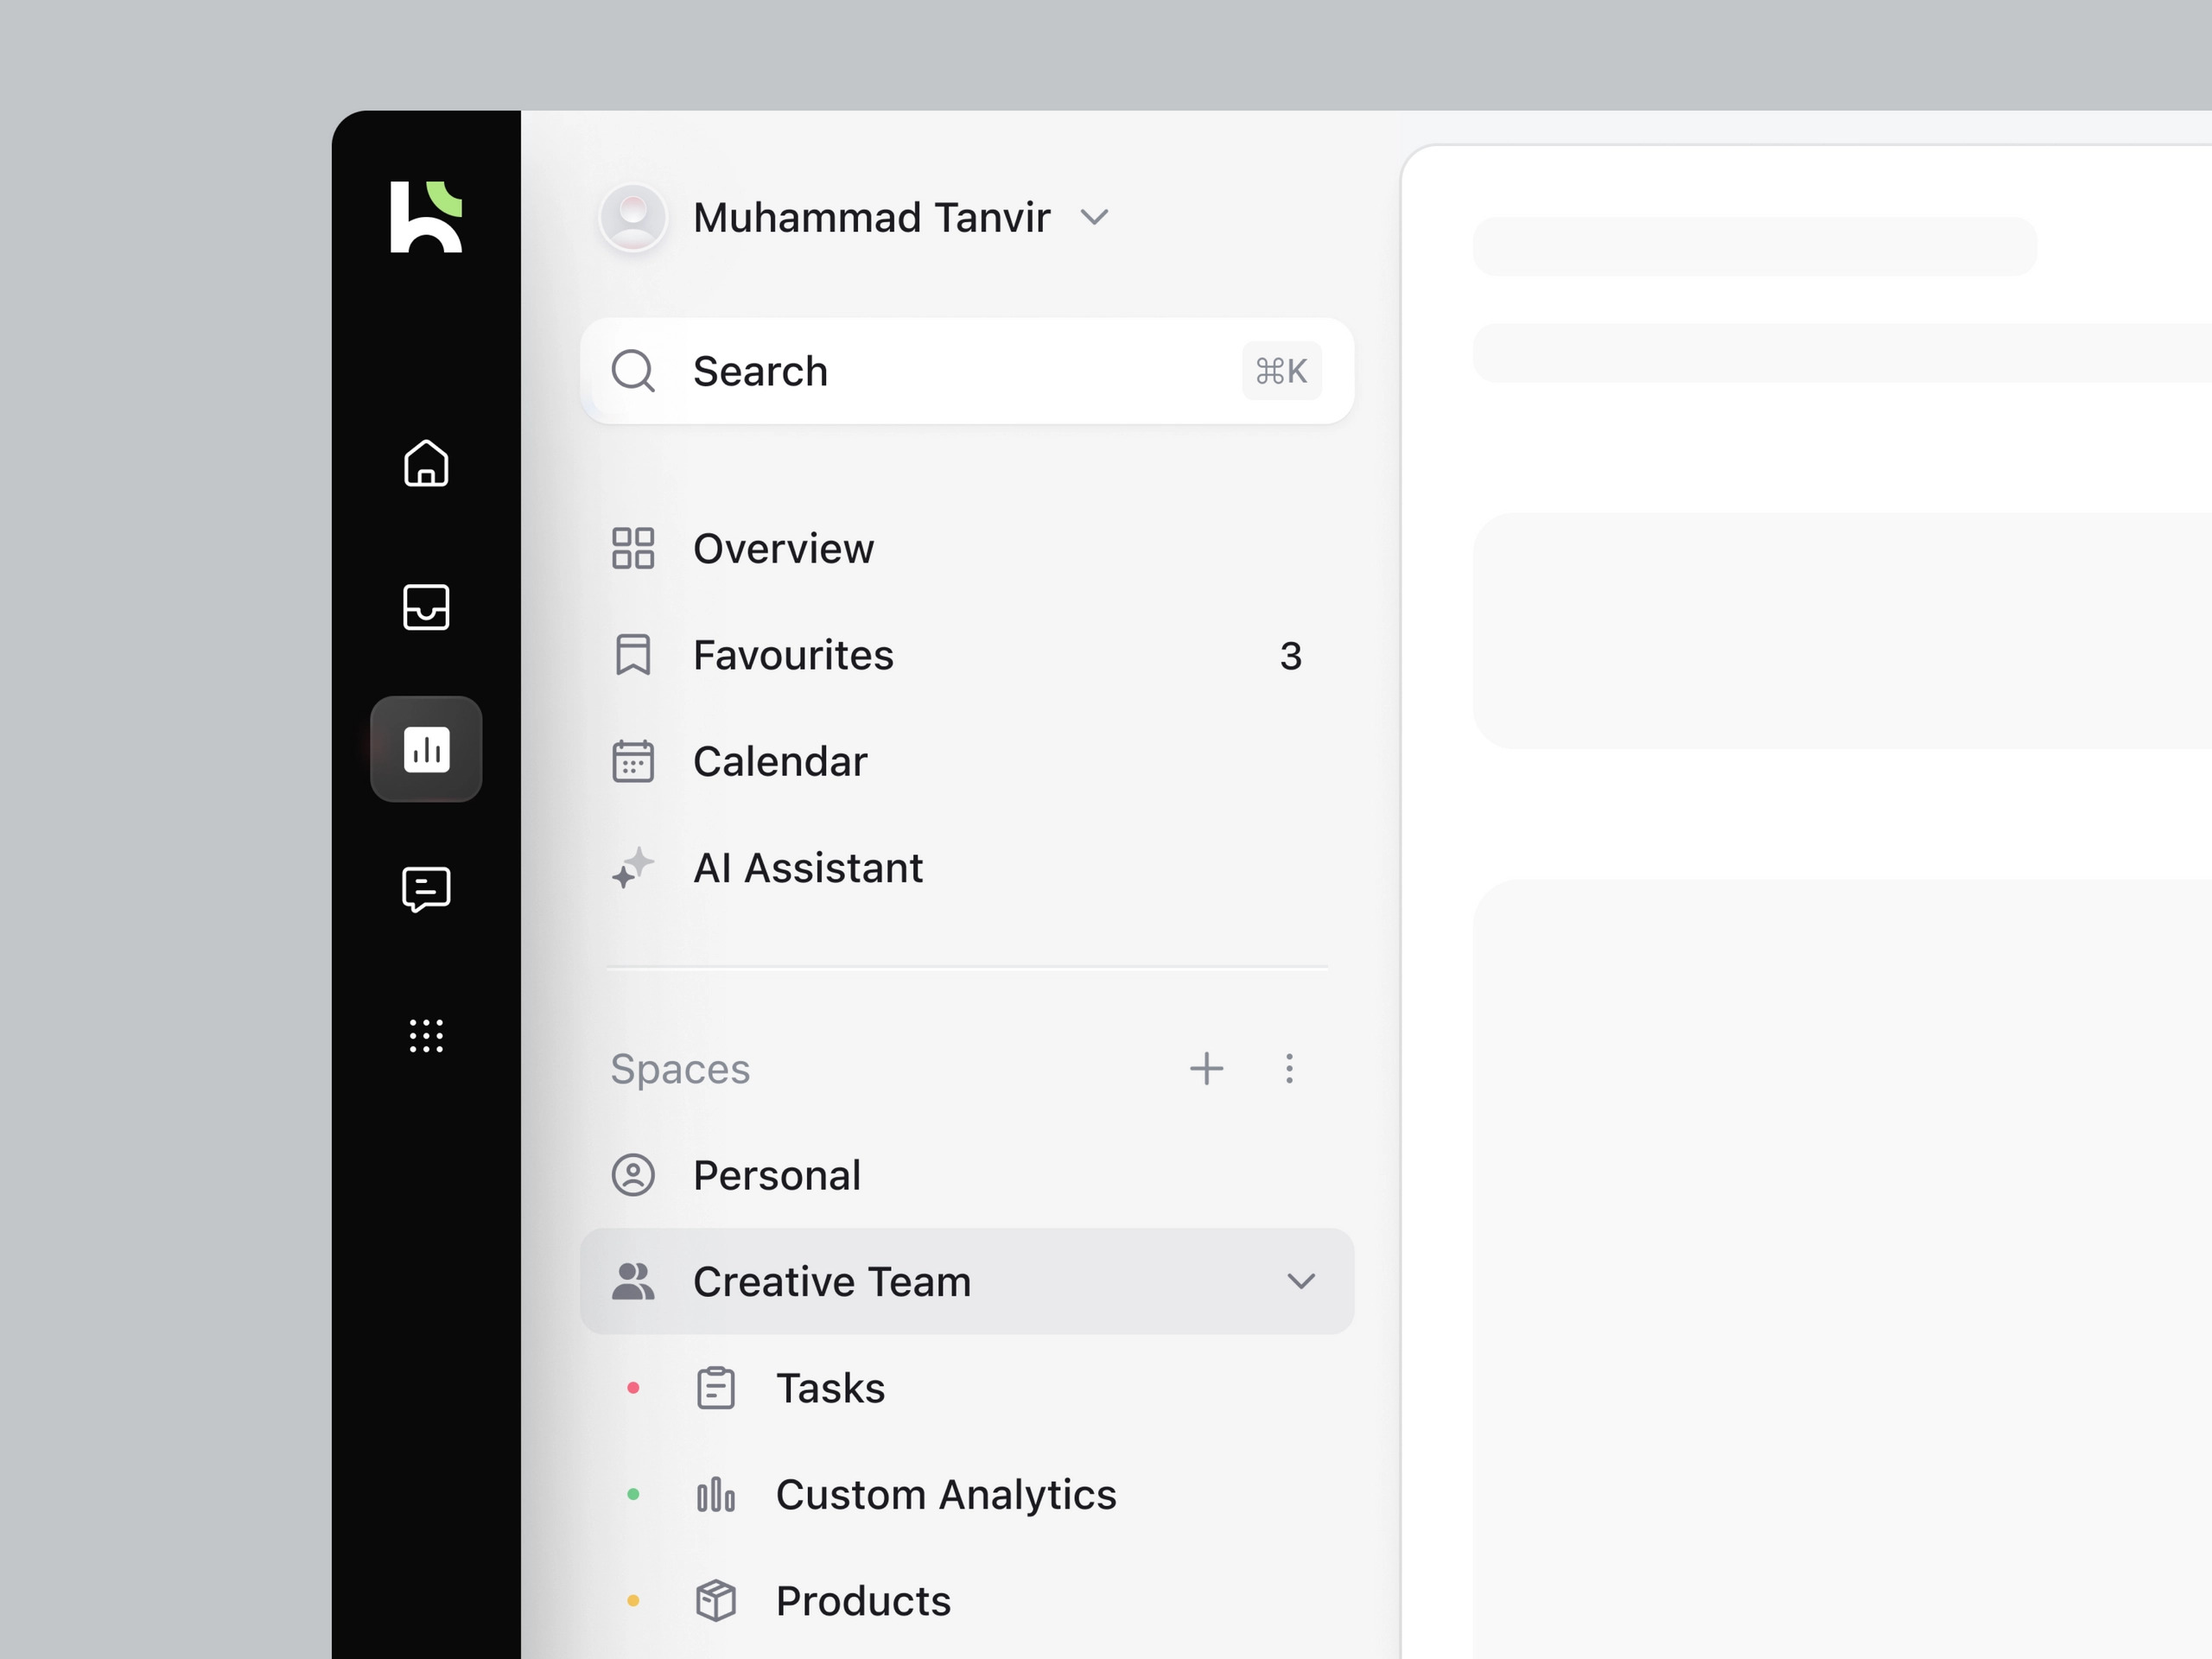 Muhammad Tanvir
Search
⌘K
Overview
Favourites
3
Calendar
AI Assistant
Spaces
Personal
Creative Team
Tasks
Custom Analytics
Products